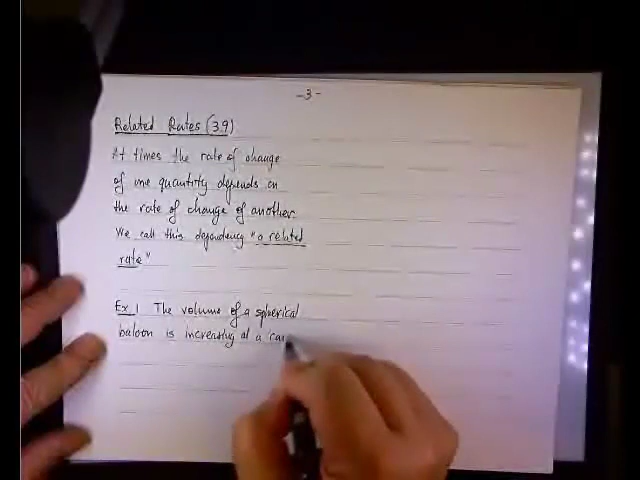 -3-
Related Rates (3.9)
At times the rate of change
of one quantity depends on
the rate of change of another.
We call this dependency "a related
rate"
Ex 1 The volume of a spherical
baloon is increasing at a